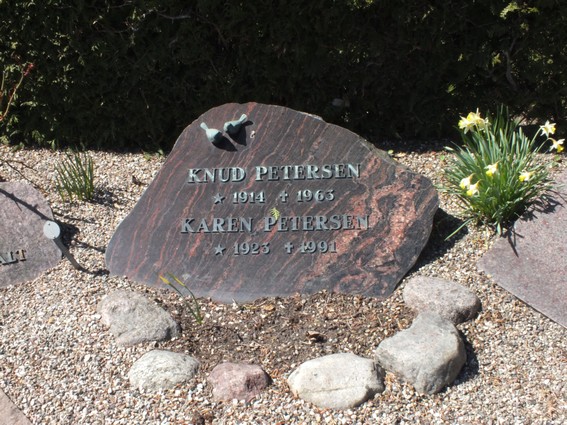 KNUD PETERSEN
★ 1914 ✝ 1963
KAREN PETERSEN
★ 1923 ✝ 1991